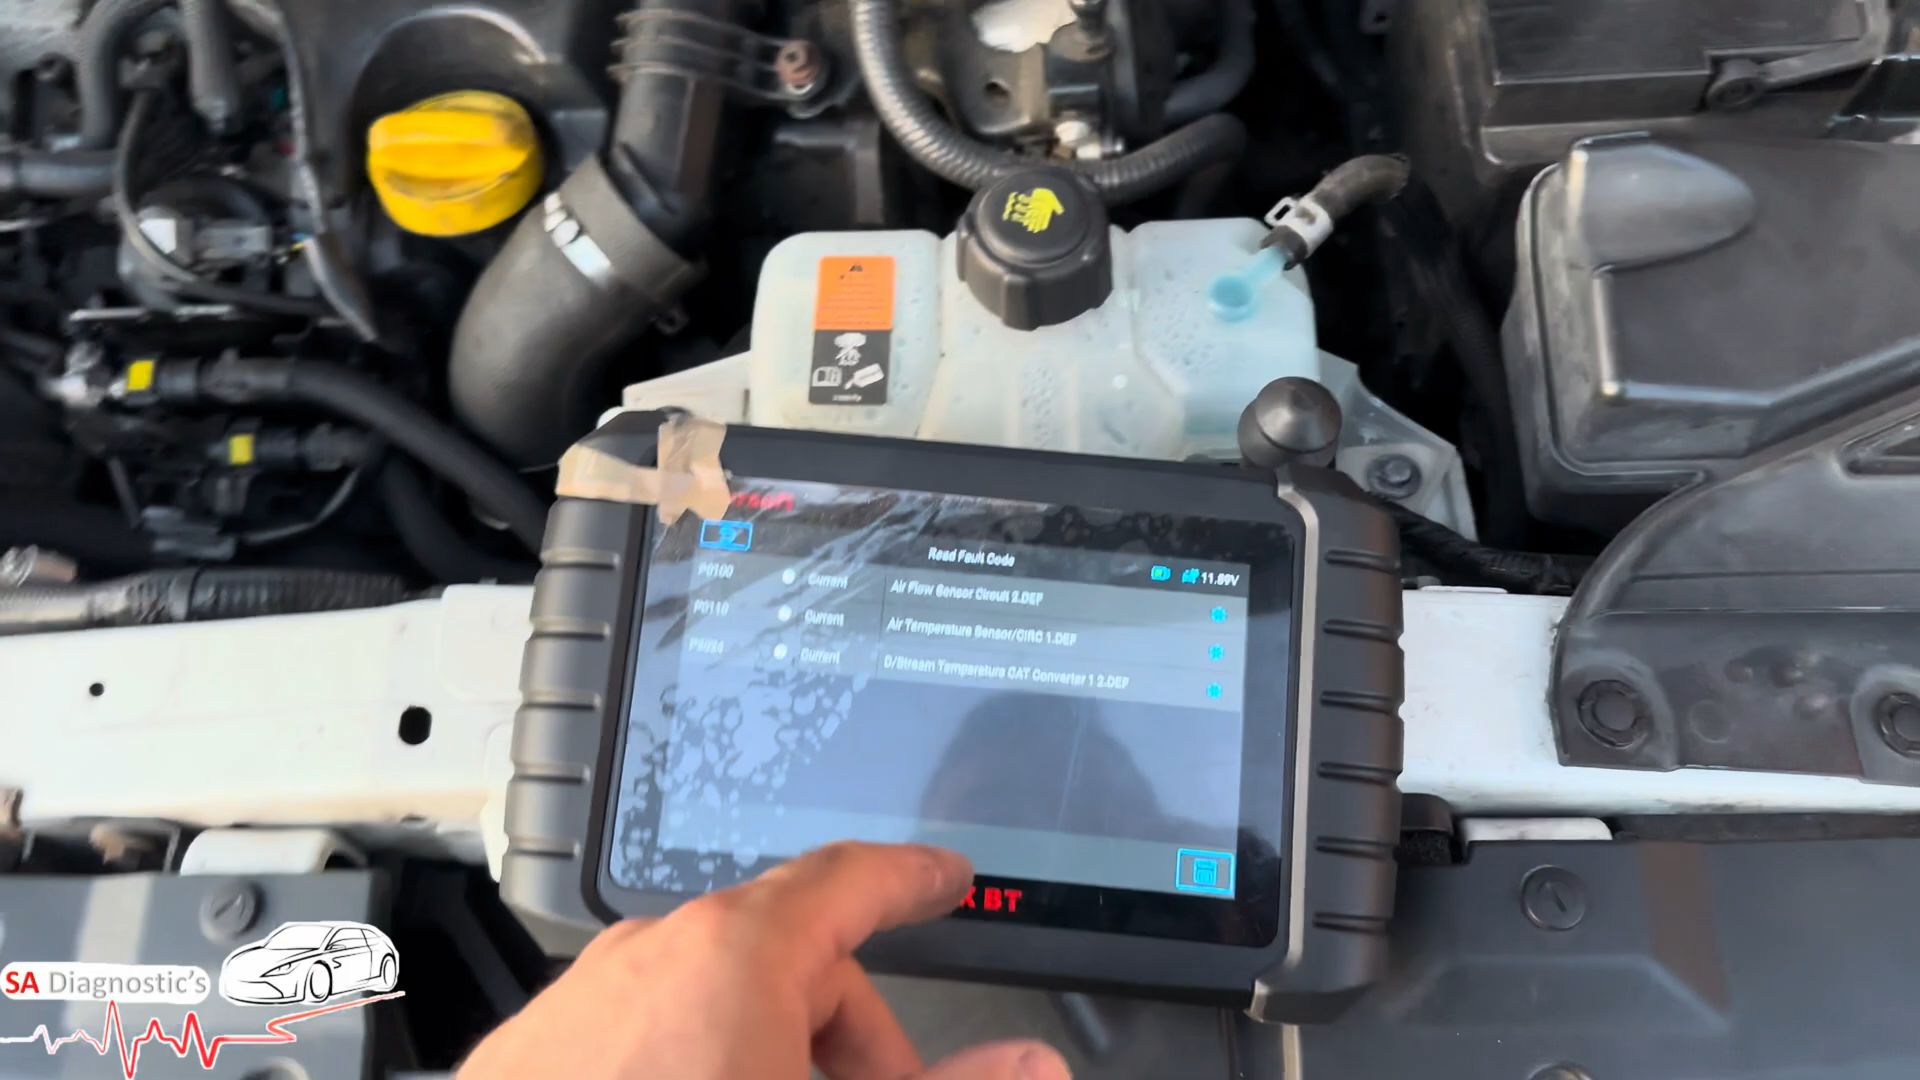 Read Fault Code
11.89V
P0100 Current Air Flow Sensor Circuit 2.DEF
P0110 Current Air Temperature Sensor/CIRC 1.DEF
Current D/Stream Temperature CAT Converter 1 2.DEF
X BT
SA Diagnostic's